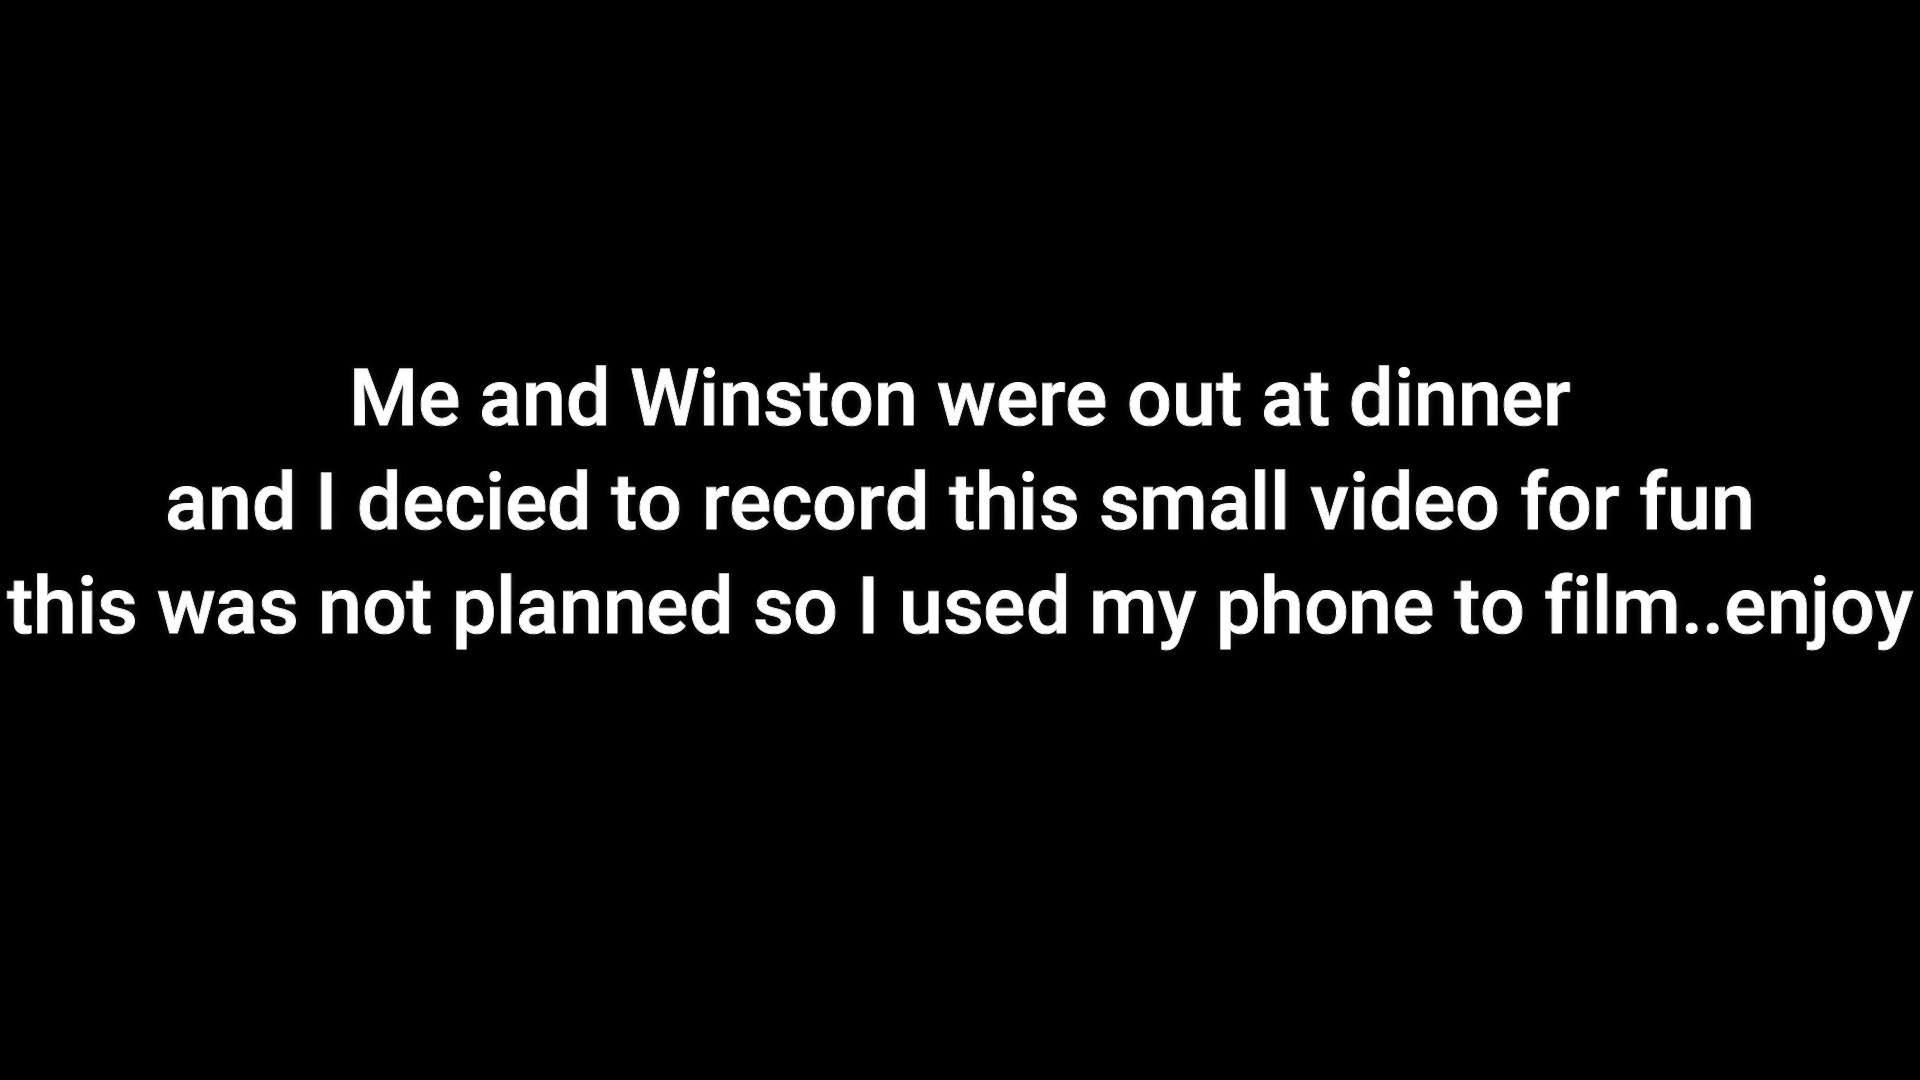 Me and Winston were out at dinner
and I decied to record this small video for fun
this was not planned so I used my phone to film..enjoy